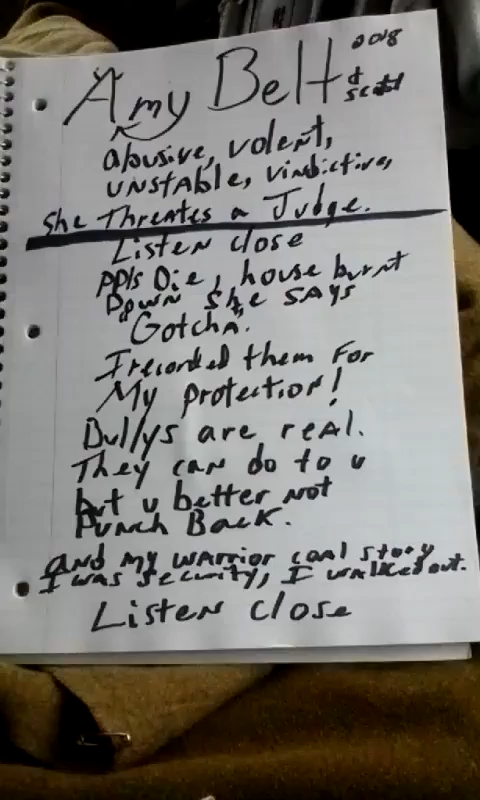 2018
Amy Belt &
scott
abusive, volent,
UNSTAble, vindictive,
She Threates a Judge.
Listen close
pples Die, house burnt
Down she SAYS
"Gotcha".
I recorded them for
My protection!
Bullys are real.
They can do to u
but u better not
Punch Back.
and my warrior coal story
I was security, I walked out.
Listen close